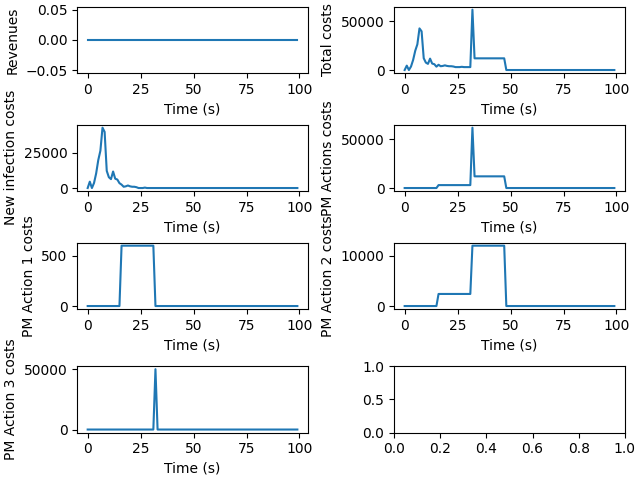 Revenues
0.05
0.00
−0.05
0 25 50 75 100
Time (s)
Total costs
50000
0
0 25 50 75 100
Time (s)
New infection costs
25000
0
0 25 50 75 100
Time (s)
PM Actions costs
50000
0
0 25 50 75 100
Time (s)
PM Action 1 costs
500
0
0 25 50 75 100
Time (s)
PM Action 2 costs
10000
0
0 25 50 75 100
Time (s)
PM Action 3 costs
50000
0
0 25 50 75 100
Time (s)
1.0
0.5
0.0
0.0 0.2 0.4 0.6 0.8 1.0